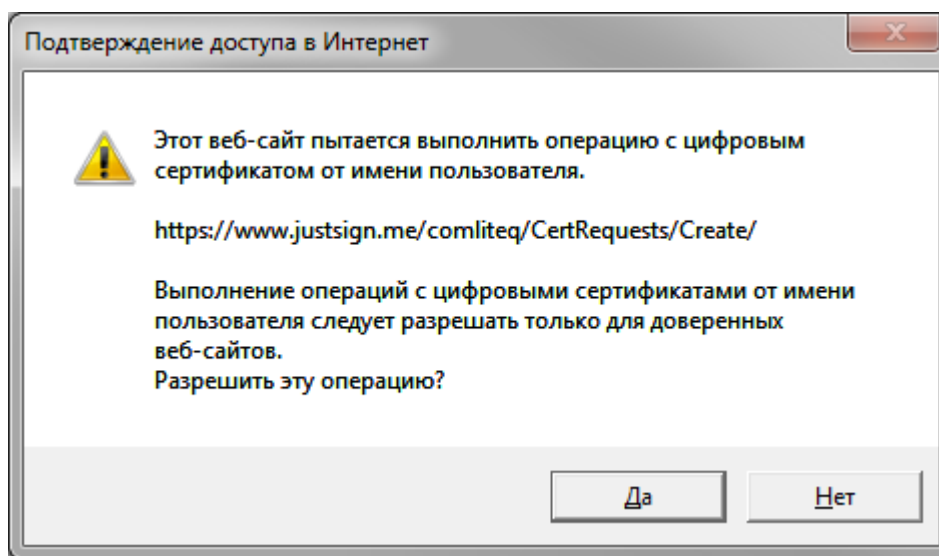 Подтверждение доступа в Интернет
Этот веб-сайт пытается выполнить операцию с цифровым
сертификатом от имени пользователя.
https://www.justsign.me/comliteq/CertRequests/Create/
Выполнение операций с цифровыми сертификатами от имени
пользователя следует разрешать только для доверенных
веб-сайтов.
Разрешить эту операцию?
Да Нет